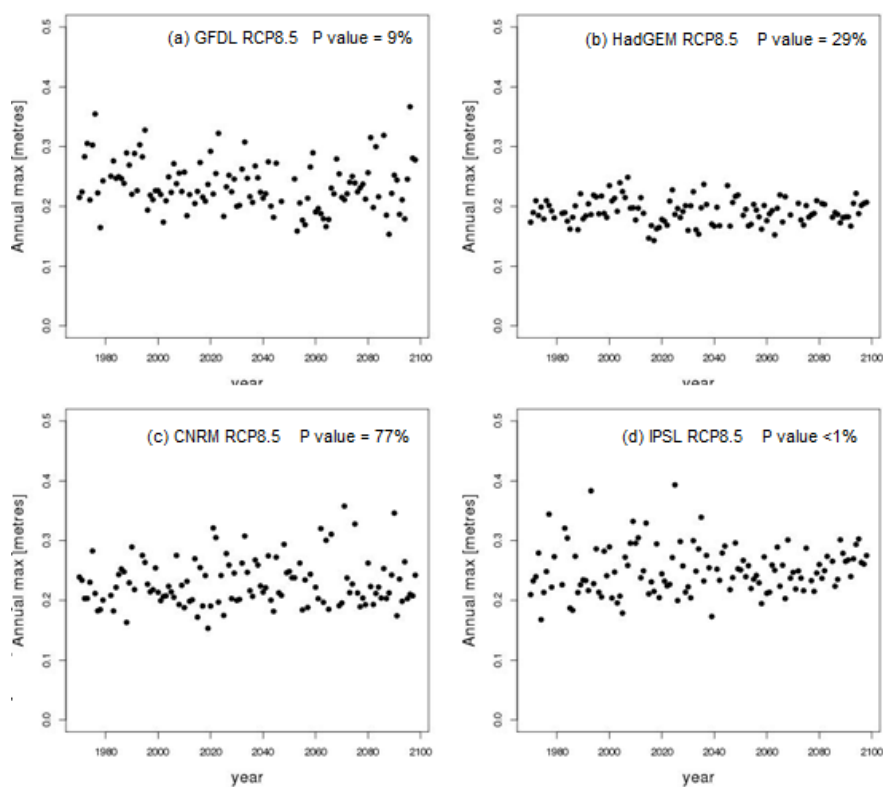 (a) GFDL RCP8.5 P value = 9%
Annual max [metres]
0.5
0.4
0.3
0.2
0.1
0.0
1980 2000 2020 2040 2060 2080 2100
year
(b) HadGEM RCP8.5 P value = 29%
Annual max [metres]
0.5
0.4
0.3
0.2
0.1
0.0
1980 2000 2020 2040 2060 2080 2100
year
(c) CNRM RCP8.5 P value = 77%
Annual max [metres]
0.5
0.4
0.3
0.2
0.1
0.0
1980 2000 2020 2040 2060 2080 2100
year
(d) IPSL RCP8.5 P value <1%
Annual max [metres]
0.5
0.4
0.3
0.2
0.1
0.0
1980 2000 2020 2040 2060 2080 2100
year